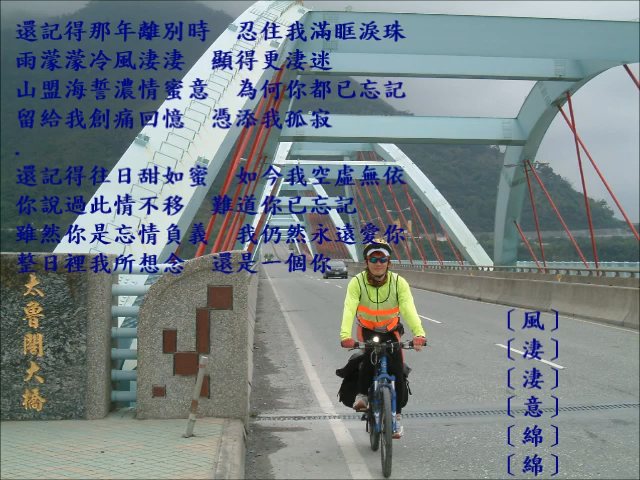 還記得那年離別時　忍住我滿眶淚珠
雨濛濛冷風淒淒　顯得更淒迷
山盟海誓濃情蜜意　為何你都已忘記
留給我創痛回憶　憑添我孤寂
.
還記得往日甜如蜜　如今我空虛無依
你說過此情不移　難道你已忘記
雖然你是忘情負義　我仍然永遠愛你
整日裡我所想念　還是一個你
太魯閣大橋
〔風〕
〔淒〕
〔淒〕
〔意〕
〔綿〕
〔綿〕